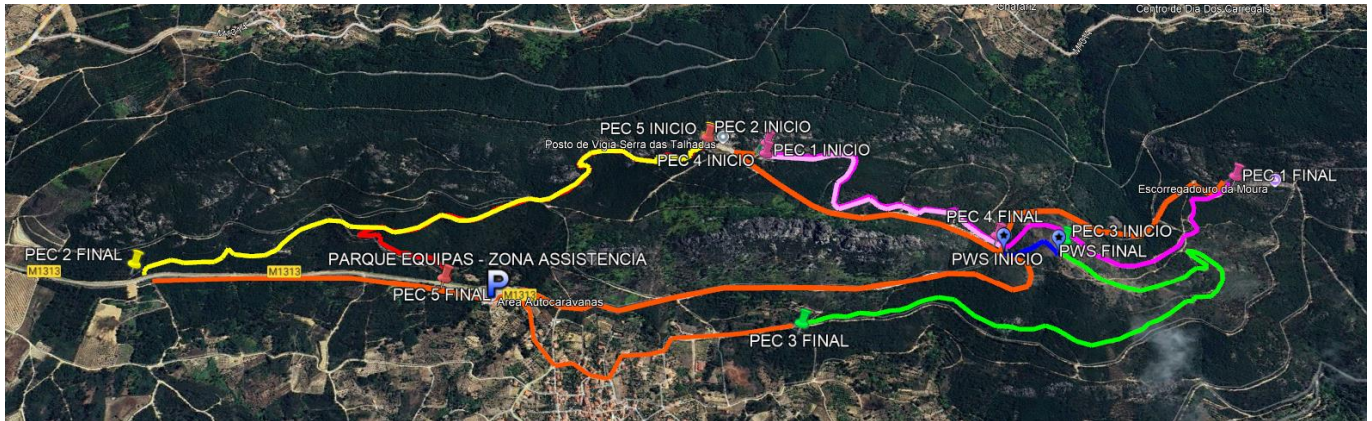 Chafariz
Centro de Dia Dos Carregais
M1314
PEC 5 INICIO
PEC 2 INICIO
Posto de Vigia Serra das Talhadas
PEC 4 INICIO
PEC 1 INICIO
PEC 1 FINAL
Escorregadouro da Moura
PEC 4 FINAL
PEC 3 INICIO
PWS INICIO
PWS FINAL
PEC 2 FINAL
M1313
M1313
PARQUE EQUIPAS - ZONA ASSISTENCIA
P
PEC 5 FINAL
M1313
Área Autocaravanas
PEC 3 FINAL